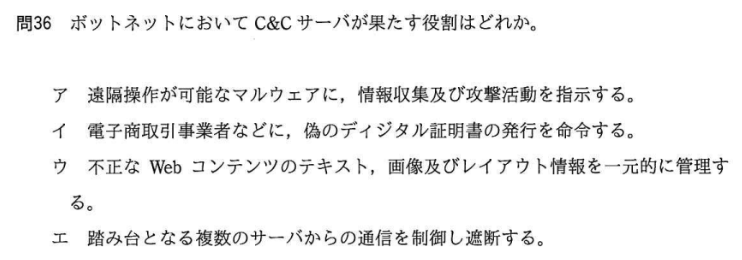 問36 ボットネットにおいて C&C サーバが果たす役割はどれか。
ア 遠隔操作が可能なマルウェアに，情報収集及び攻撃活動を指示する。
イ 電子商取引事業者などに，偽のディジタル証明書の発行を命令する。
ウ 不正な Web コンテンツのテキスト，画像及びレイアウト情報を一元的に管理す
る。
エ 踏み台となる複数のサーバからの通信を制御し遮断する。